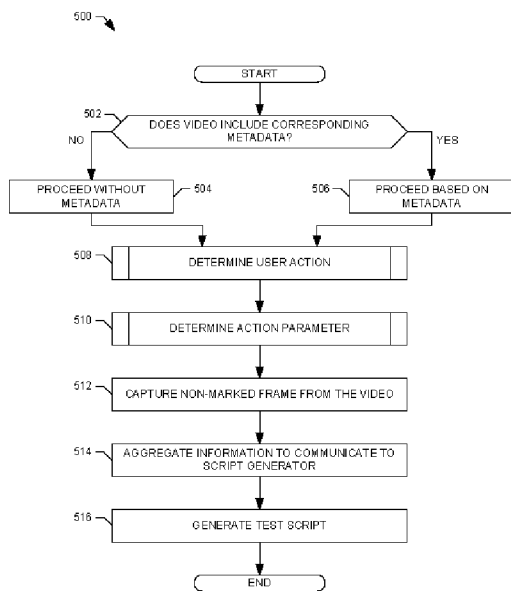 500
START
502
DOES VIDEO INCLUDE CORRESPONDING
METADATA?
NO
YES
PROCEED WITHOUT
METADATA
504
506
PROCEED BASED ON
METADATA
508
DETERMINE USER ACTION
510
DETERMINE ACTION PARAMETER
512
CAPTURE NON-MARKED FRAME FROM THE VIDEO
514
AGGREGATE INFORMATION TO COMMUNICATE TO
SCRIPT GENERATOR
516
GENERATE TEST SCRIPT
END